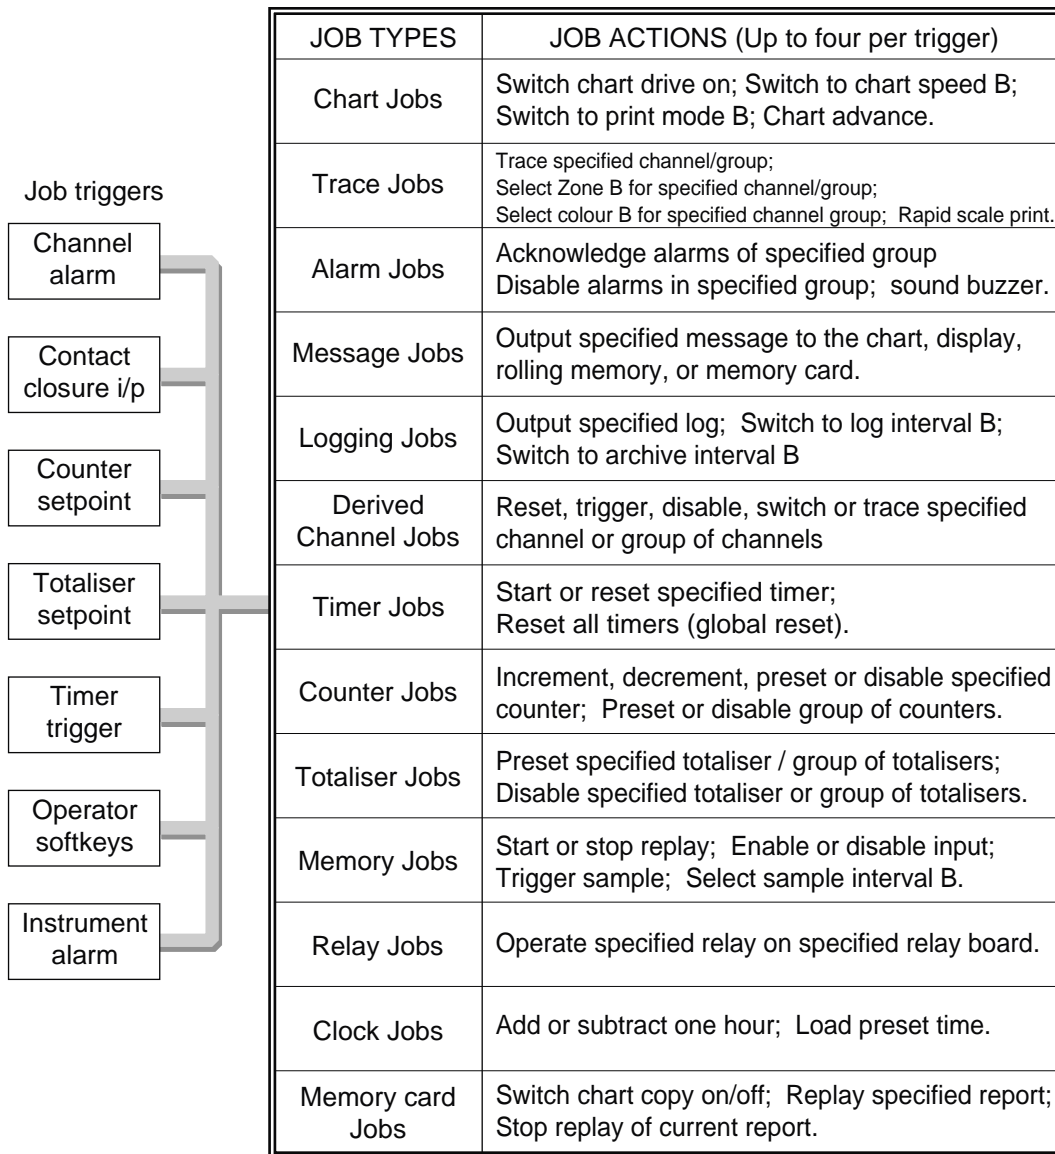 Job triggers
Channel
alarm
Contact
closure i/p
Counter
setpoint
Totaliser
setpoint
Timer
trigger
Operator
softkeys
Instrument
alarm
JOB TYPES
JOB ACTIONS (Up to four per trigger)
Chart Jobs
Switch chart drive on; Switch to chart speed B;
Switch to print mode B; Chart advance.
Trace Jobs
Trace specified channel/group;
Select Zone B for specified channel/group;
Select colour B for specified channel group; Rapid scale print.
Alarm Jobs
Acknowledge alarms of specified group
Disable alarms in specified group; sound buzzer.
Message Jobs
Output specified message to the chart, display,
rolling memory, or memory card.
Logging Jobs
Output specified log; Switch to log interval B;
Switch to archive interval B
Derived
Channel Jobs
Reset, trigger, disable, switch or trace specified
channel or group of channels
Timer Jobs
Start or reset specified timer;
Reset all timers (global reset).
Counter Jobs
Increment, decrement, preset or disable specified
counter; Preset or disable group of counters.
Totaliser Jobs
Preset specified totaliser / group of totalisers;
Disable specified totaliser or group of totalisers.
Memory Jobs
Start or stop replay; Enable or disable input;
Trigger sample; Select sample interval B.
Relay Jobs
Operate specified relay on specified relay board.
Clock Jobs
Add or subtract one hour; Load preset time.
Memory card
Jobs
Switch chart copy on/off; Replay specified report;
Stop replay of current report.